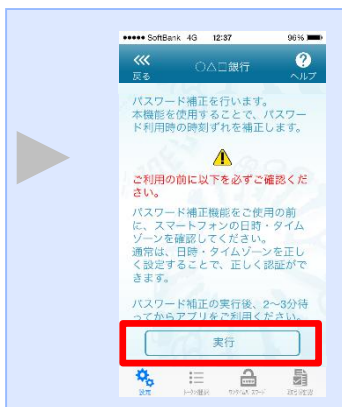 SoftBank 4G 12:37 96%
戻る ○△□銀行 ? ヘルプ
パスワード補正を行います。
本機能を使用することで、パスワー
ド利用時の時刻ずれを補正します。
ご利用の前に以下を必ずご確認くだ
さい。
パスワード補正機能をご使用の前
に、スマートフォンの日時・タイム
ゾーンを確認してください。
通常は、日時・タイムゾーンを正し
く設定することで、正しく認証がで
きます。
パスワード補正の実行後、2~3分待
ってからアプリをご利用ください。
実行
設定